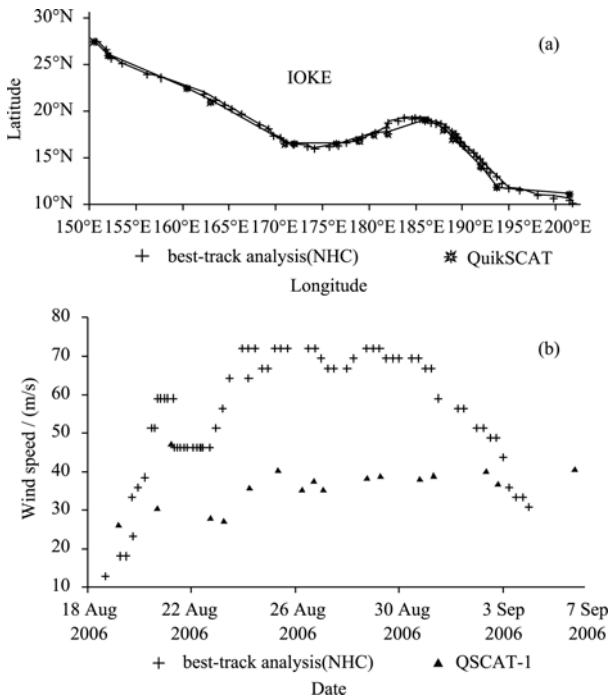 30°N
(a)
25°N
IOKE
20°N
15°N
10°N
Latitude
150°E 155°E 160°E 165°E 170°E 175°E 180°E 185°E 190°E 195°E 200°E
best-track analysis(NHC) QuikSCAT
Longitude
80
(b)
70
60
50
40
30
20
10
Wind speed / (m/s)
18 Aug 22 Aug 26 Aug 30 Aug 3 Sep 7 Sep
2006 2006 2006 2006 2006 2006
best-track analysis(NHC) QSCAT-1
Date